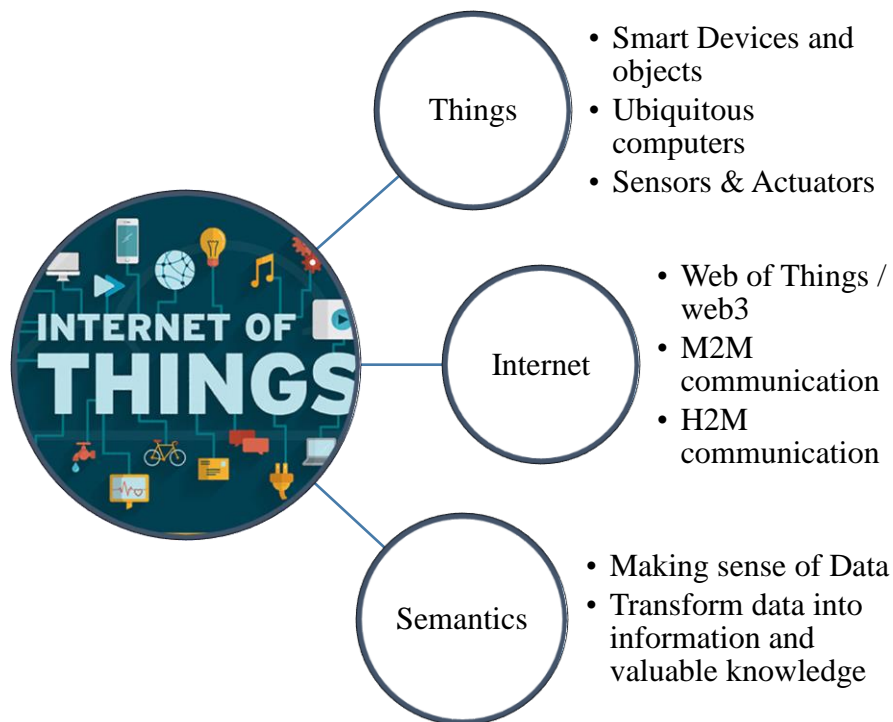 INTERNET OF
THINGS
Things
• Smart Devices and
objects
• Ubiquitous
computers
• Sensors & Actuators
Internet
• Web of Things /
web3
• M2M
communication
• H2M
communication
Semantics
• Making sense of Data
• Transform data into
information and
valuable knowledge